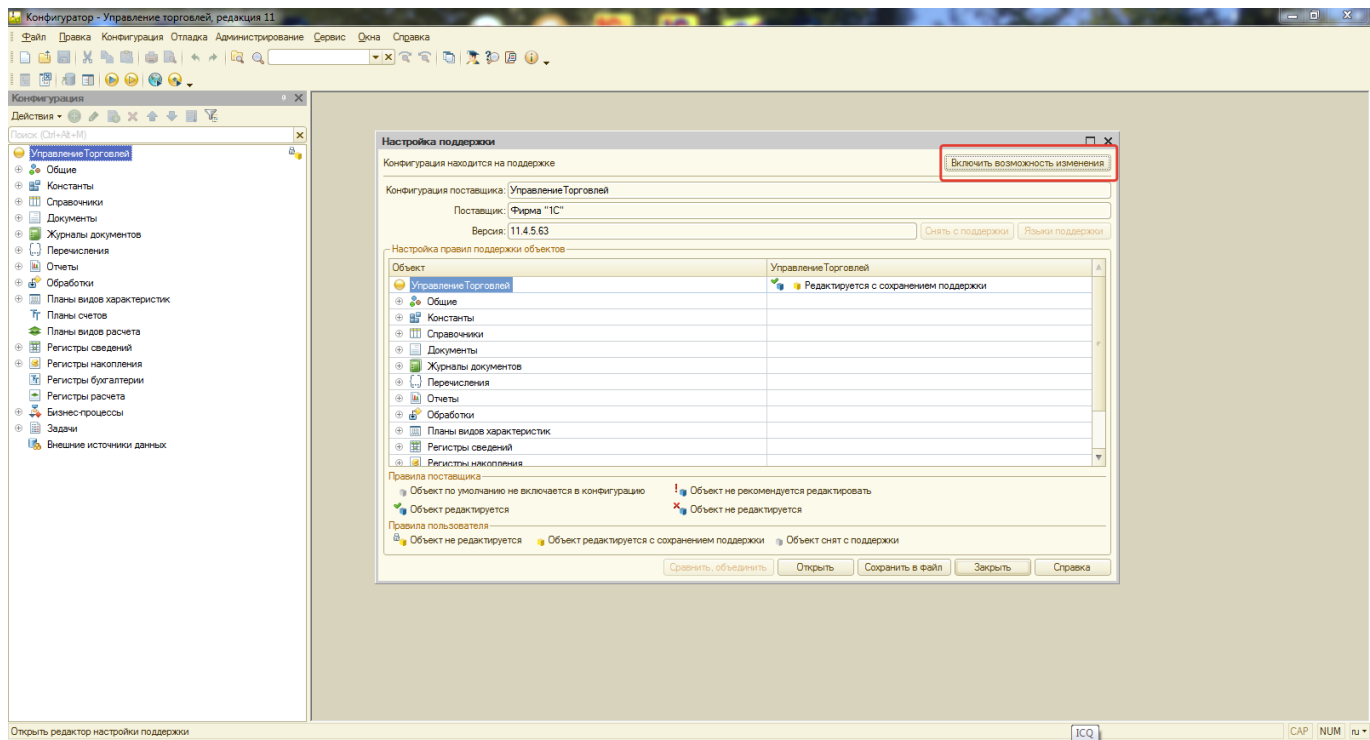 Конфигуратор - Управление торговлей, редакция 11
Файл Правка Конфигурация Отладка Администрирование Сервис Окна Справка
Конфигурация
Действия
Поиск (Ctrl+Alt+M)
УправлениеТорговлей
Общие
Константы
Справочники
Документы
Журналы документов
Перечисления
Отчеты
Обработки
Планы видов характеристик
Планы счетов
Планы видов расчета
Регистры сведений
Регистры накопления
Регистры бухгалтерии
Регистры расчета
Бизнес-процессы
Задачи
Внешние источники данных
Настройка поддержки
Конфигурация находится на поддержке
Включить возможность изменения
Конфигурация поставщика: УправлениеТорговлей
Поставщик: Фирма "1С"
Версия: 11.4.5.63 Снять с поддержки Языки поддержки
Настройка правил поддержки объектов
Объект УправлениеТорговлей
УправлениеТорговлей Редактируется с сохранением поддержки
Общие
Константы
Справочники
Документы
Журналы документов
Перечисления
Отчеты
Обработки
Планы видов характеристик
Регистры сведений
Регистры накопления
Правила поставщика
Объект по умолчанию не включается в конфигурацию Объект не рекомендуется редактировать
Объект редактируется Объект не редактируется
Правила пользователя
Объект не редактируется Объект редактируется с сохранением поддержки Объект снят с поддержки
Сравнить, объединить Открыть Сохранить в файл Закрыть Справка
Открыть редактор настройки поддержки
ICQ
CAP NUM ru